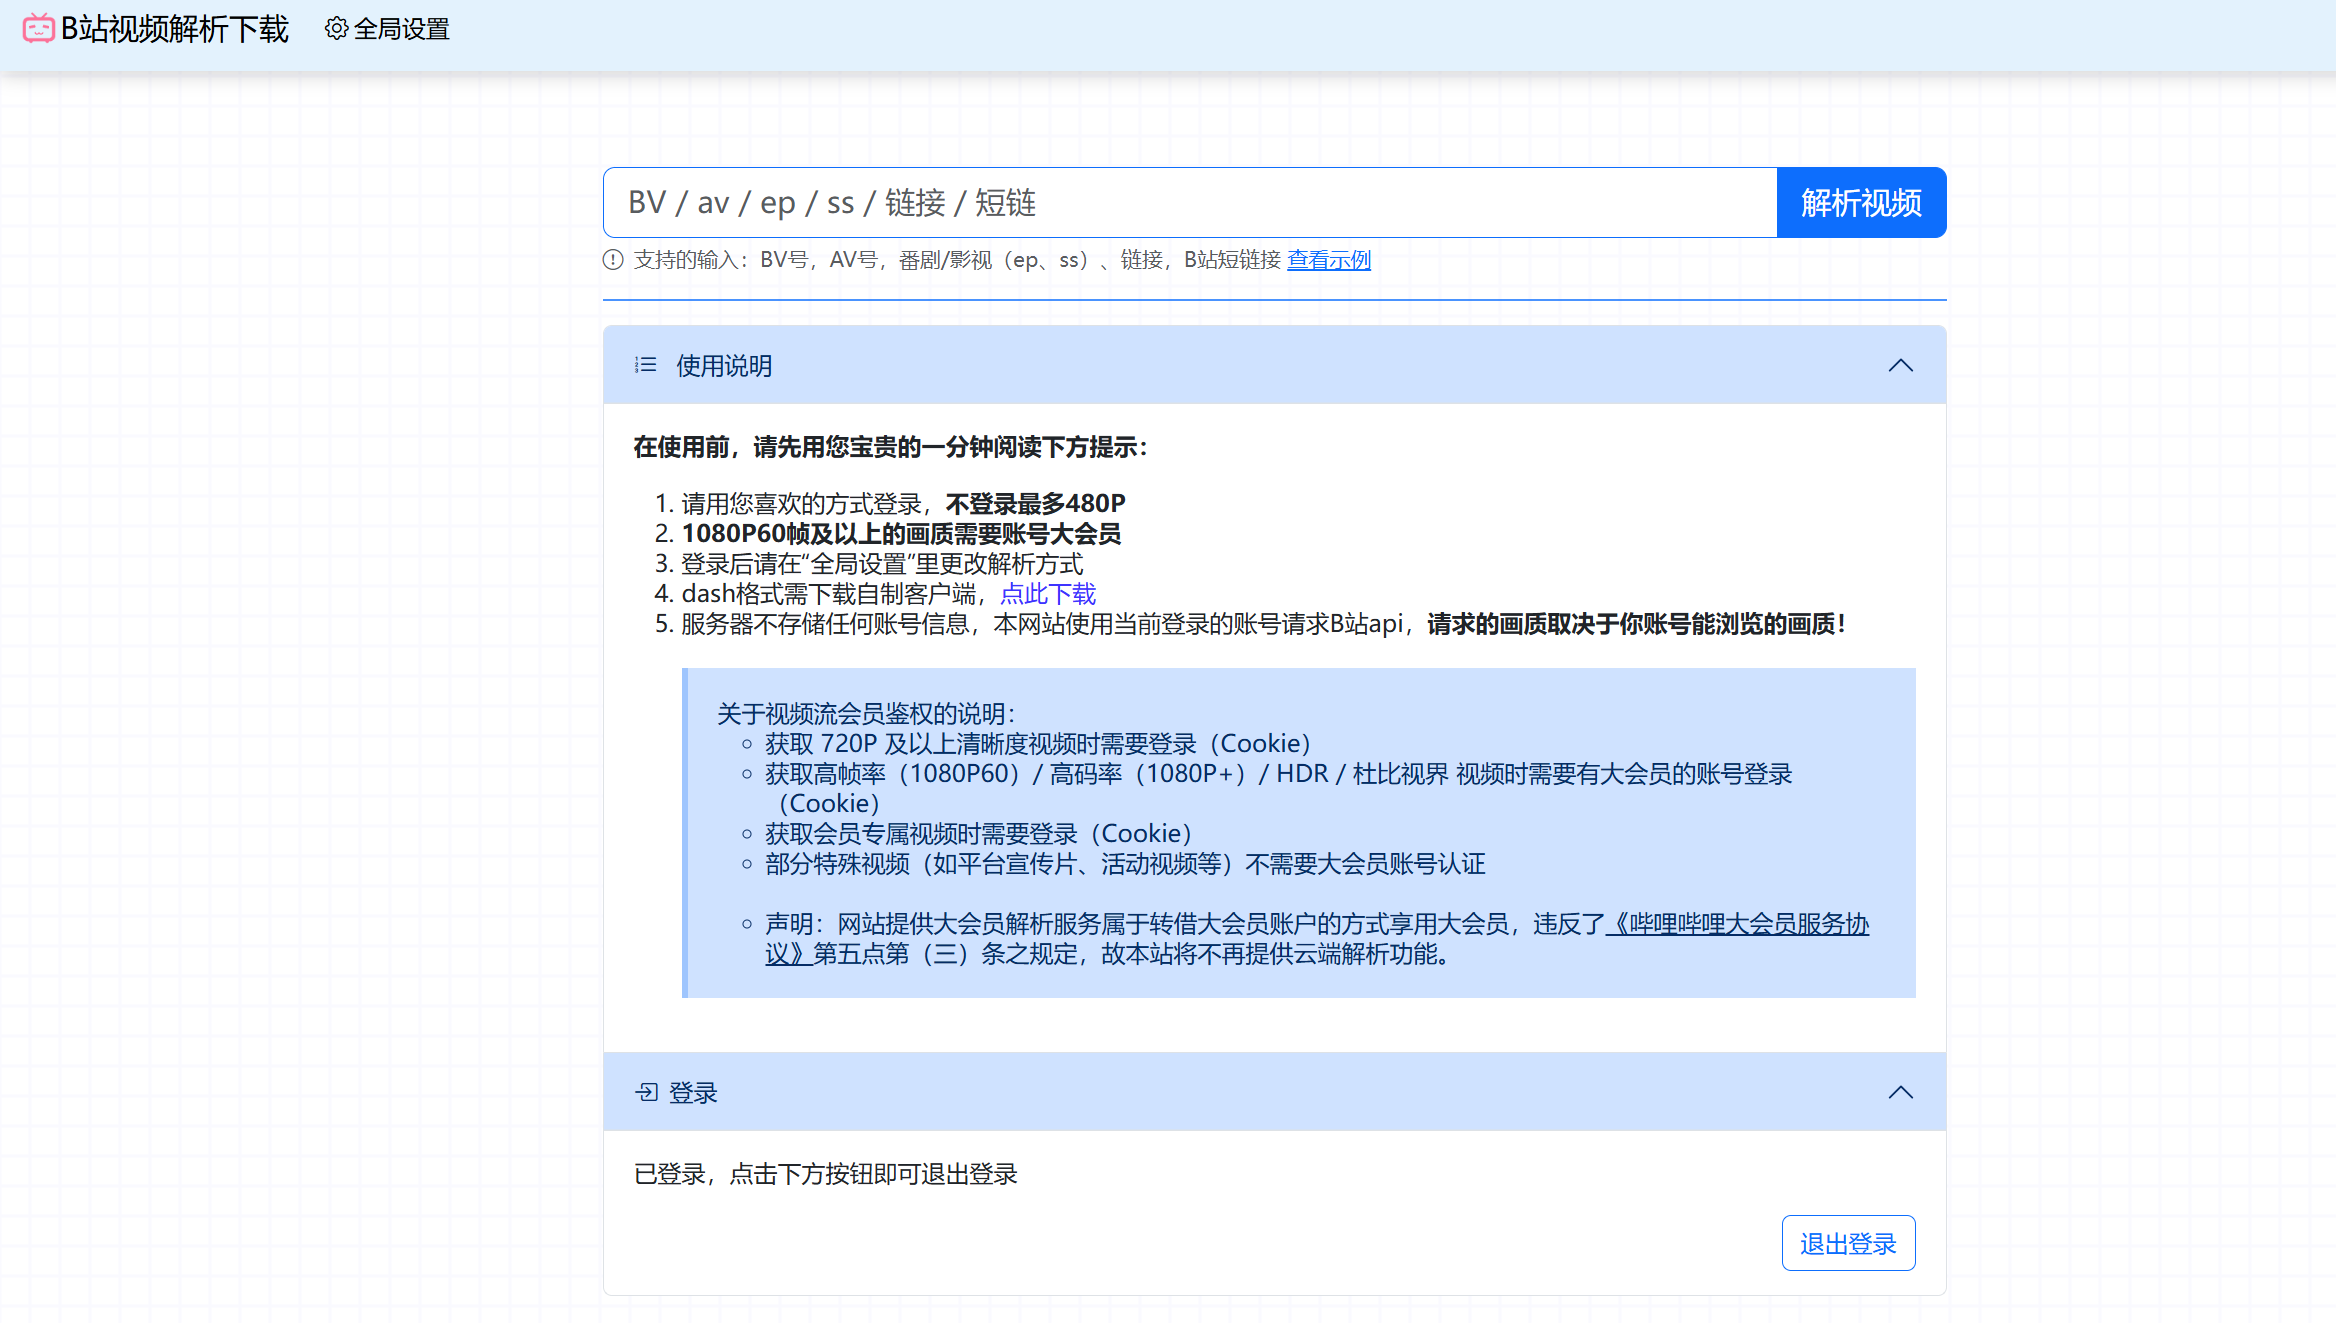 B站视频解析下载 全局设置
BV / av / ep / ss / 链接 / 短链 解析视频
支持的输入：BV号，AV号，番剧/影视（ep、ss）、链接，B站短链接 查看示例
使用说明
在使用前，请先用您宝贵的一分钟阅读下方提示：
1. 请用您喜欢的方式登录，不登录最多480P
2. 1080P60帧及以上的画质需要账号大会员
3. 登录后请在“全局设置”里更改解析方式
4. dash格式需下载自制客户端，点此下载
5. 服务器不存储任何账号信息，本网站使用当前登录的账号请求B站api，请求的画质取决于你账号能浏览的画质！
关于视频流会员鉴权的说明：
获取 720P 及以上清晰度视频时需要登录（Cookie）
获取高帧率（1080P60）/ 高码率（1080P+）/ HDR / 杜比视界 视频时需要有大会员的账号登录
（Cookie）
获取会员专属视频时需要登录（Cookie）
部分特殊视频（如平台宣传片、活动视频等）不需要大会员账号认证
声明：网站提供大会员解析服务属于转借大会员账户的方式享用大会员，违反了《哔哩哔哩大会员服务协
议》第五点第（三）条之规定，故本站将不再提供云端解析功能。
登录
已登录，点击下方按钮即可退出登录
退出登录